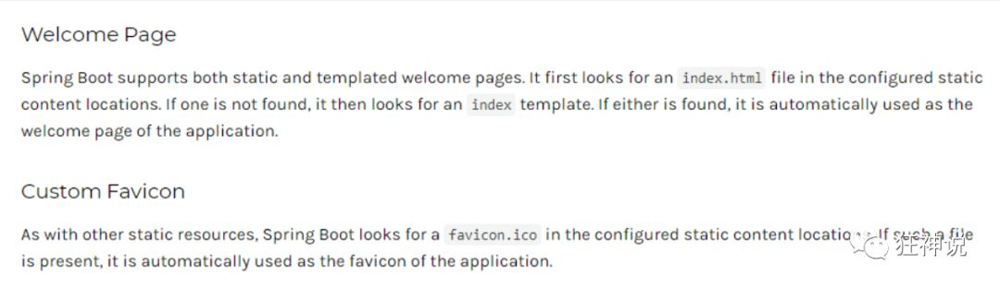 Welcome Page
Spring Boot supports both static and templated welcome pages. It first looks for an index.html file in the configured static
content locations. If one is not found, it then looks for an index template. If either is found, it is automatically used as the
welcome page of the application.
Custom Favicon
As with other static resources, Spring Boot looks for a favicon.ico in the configured static content locations. If such a file
is present, it is automatically used as the favicon of the application.
狂神说